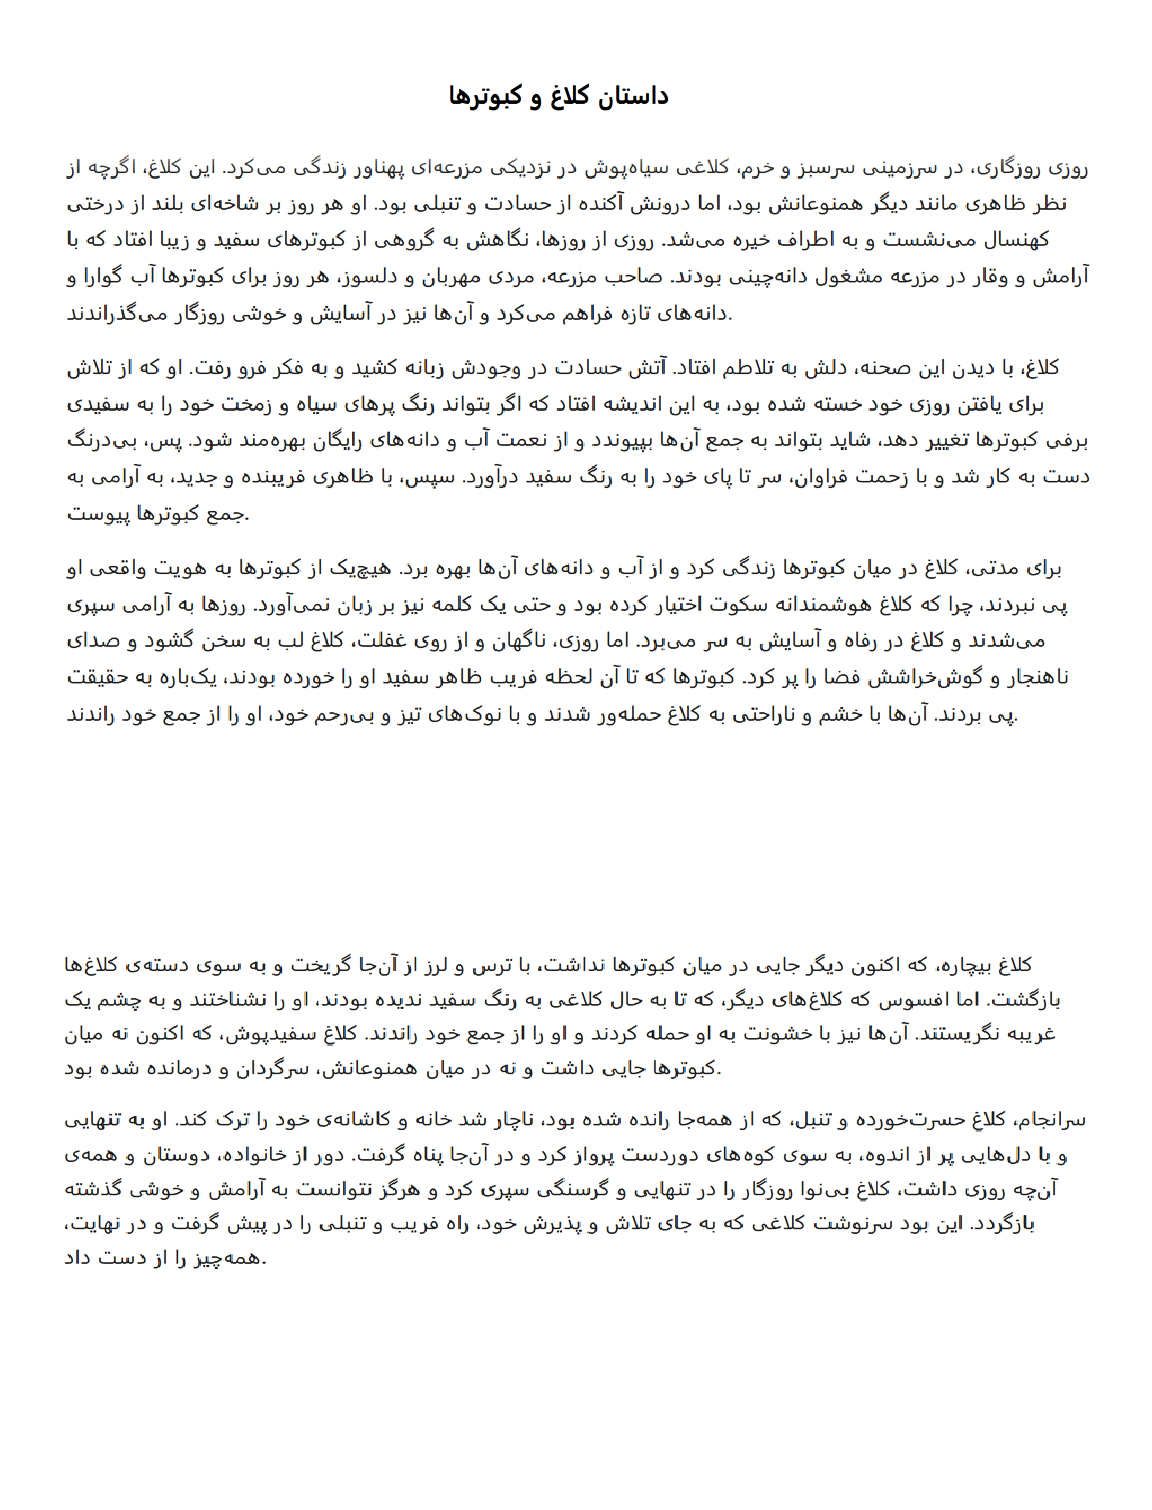 داستان کلاغ و کبوترها
روزی روزگاری، در سرزمینی سرسبز و خرم، کلاغی سیاه‌پوش در نزدیکی مزرعه‌ای پهناور زندگی می‌کرد. این کلاغ، اگرچه از
نظر ظاهری مانند دیگر همنوعانش بود، اما درونش آکنده از حسادت و تنبلی بود. او هر روز بر شاخه‌ای بلند از درختی
کهنسال می‌نشست و به اطراف خیره می‌شد. روزی از روزها، نگاهش به گروهی از کبوترهای سفید و زیبا افتاد که با
آرامش و وقار در مزرعه مشغول دانه‌چینی بودند. صاحب مزرعه، مردی مهربان و دلسوز، هر روز برای کبوترها آب گوارا و
دانه‌های تازه فراهم می‌کرد و آن‌ها نیز در آسایش و خوشی روزگار می‌گذراندند.
کلاغ، با دیدن این صحنه، دلش به تلاطم افتاد. آتش حسادت در وجودش زبانه کشید و به فکر فرو رفت. او که از تلاش
برای یافتن روزی خود خسته شده بود، به این اندیشه افتاد که اگر بتواند رنگ پرهای سیاه و زمخت خود را به سفیدی
برفی کبوترها تغییر دهد، شاید بتواند به جمع آن‌ها بپیوندد و از نعمت آب و دانه‌های رایگان بهره‌مند شود. پس، بی‌درنگ
دست به کار شد و با زحمت فراوان، سر تا پای خود را به رنگ سفید درآورد. سپس، با ظاهری فریبنده و جدید، به آرامی به
جمع کبوترها پیوست.
برای مدتی، کلاغ در میان کبوترها زندگی کرد و از آب و دانه‌های آن‌ها بهره برد. هیچ‌یک از کبوترها به هویت واقعی او
پی نبردند، چرا که کلاغ هوشمندانه سکوت اختیار کرده بود و حتی یک کلمه نیز بر زبان نمی‌آورد. روزها به آرامی سپری
می‌شدند و کلاغ در رفاه و آسایش به سر می‌برد. اما روزی، ناگهان و از روی غفلت، کلاغ لب به سخن گشود و صدای
ناهنجار و گوش‌خراشش فضا را پر کرد. کبوترها که تا آن لحظه فریب ظاهر سفید او را خورده بودند، یک‌باره به حقیقت
پی بردند. آن‌ها با خشم و ناراحتی به کلاغ حمله‌ور شدند و با نوک‌های تیز و بی‌رحم خود، او را از جمع خود راندند.
کلاغ بیچاره، که اکنون دیگر جایی در میان کبوترها نداشت، با ترس و لرز از آن‌جا گریخت و به سوی دسته‌ی کلاغ‌ها
بازگشت. اما افسوس که کلاغ‌های دیگر، که تا به حال کلاغی به رنگ سفید ندیده بودند، او را نشناختند و به چشم یک
غریبه نگریستند. آن‌ها نیز با خشونت به او حمله کردند و او را از جمع خود راندند. کلاغ سفیدپوش، که اکنون نه میان
کبوترها جایی داشت و نه در میان همنوعانش، سرگردان و درمانده شده بود.
سرانجام، کلاغ حسرت‌خورده و تنبل، که از همه‌جا رانده شده بود، ناچار شد خانه و کاشانه‌ی خود را ترک کند. او به تنهایی
و با دل‌هایی پر از اندوه، به سوی کوه‌های دوردست پرواز کرد و در آن‌جا پناه گرفت. دور از خانواده، دوستان و همه‌ی
آن‌چه روزی داشت، کلاغ بی‌نوا روزگار را در تنهایی و گرسنگی سپری کرد و هرگز نتوانست به آرامش و خوشی گذشته
بازگردد. این بود سرنوشت کلاغی که به جای تلاش و پذیرش خود، راه فریب و تنبلی را در پیش گرفت و در نهایت،
همه‌چیز را از دست داد.